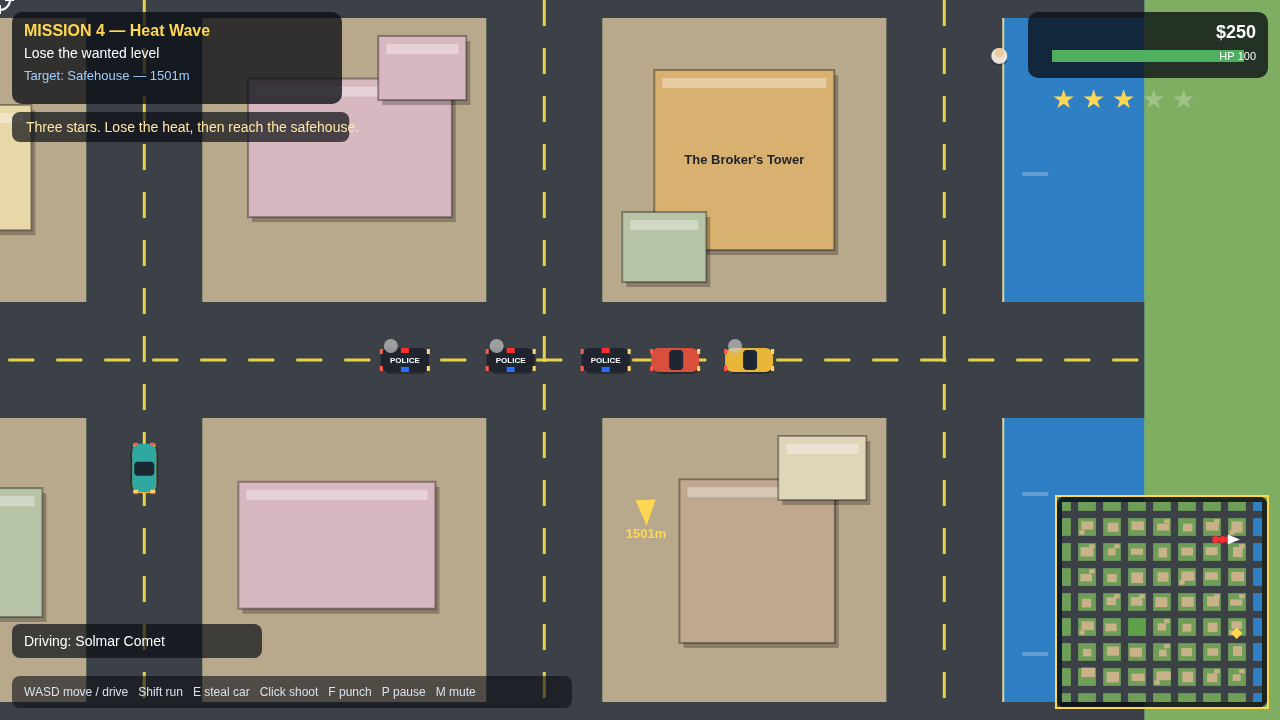 MISSION 4 — Heat Wave
Lose the wanted level
Target: Safehouse — 1501m
Three stars. Lose the heat, then reach the safehouse.
$250
HP 100
The Broker's Tower
POLICE
POLICE
POLICE
1501m
Driving: Solmar Comet
WASD move / drive Shift run E steal car Click shoot F punch P pause M mute